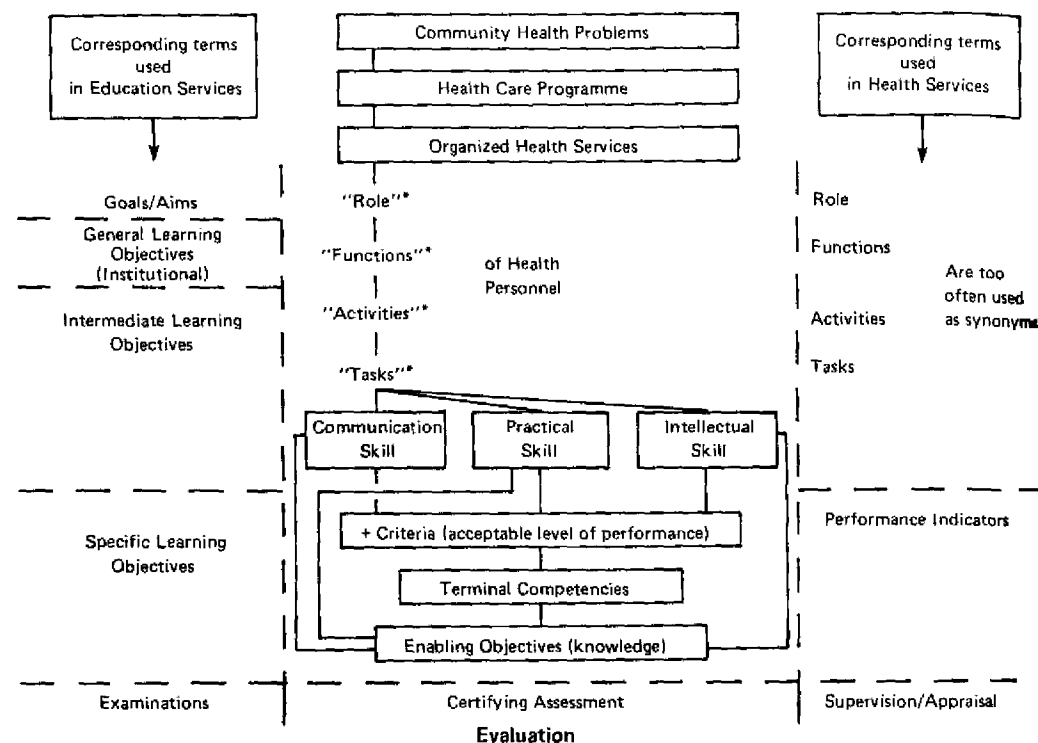 Corresponding terms
used
in Education Services
Community Health Problems
Health Care Programme
Organized Health Services
Corresponding terms
used
in Health Services
Goals/Aims
General Learning
Objectives
(Institutional)
Intermediate Learning
Objectives
"Role"*
"Functions"*
"Activities"*
"Tasks"*
of Health
Personnel
Role
Functions
Activities
Tasks
Are too
often used
as synonyms
Communication
Skill
Practical
Skill
Intellectual
Skill
Specific Learning
Objectives
+ Criteria (acceptable level of performance)
Terminal Competencies
Enabling Objectives (knowledge)
Performance Indicators
Examinations
Certifying Assessment
Supervision/Appraisal
Evaluation